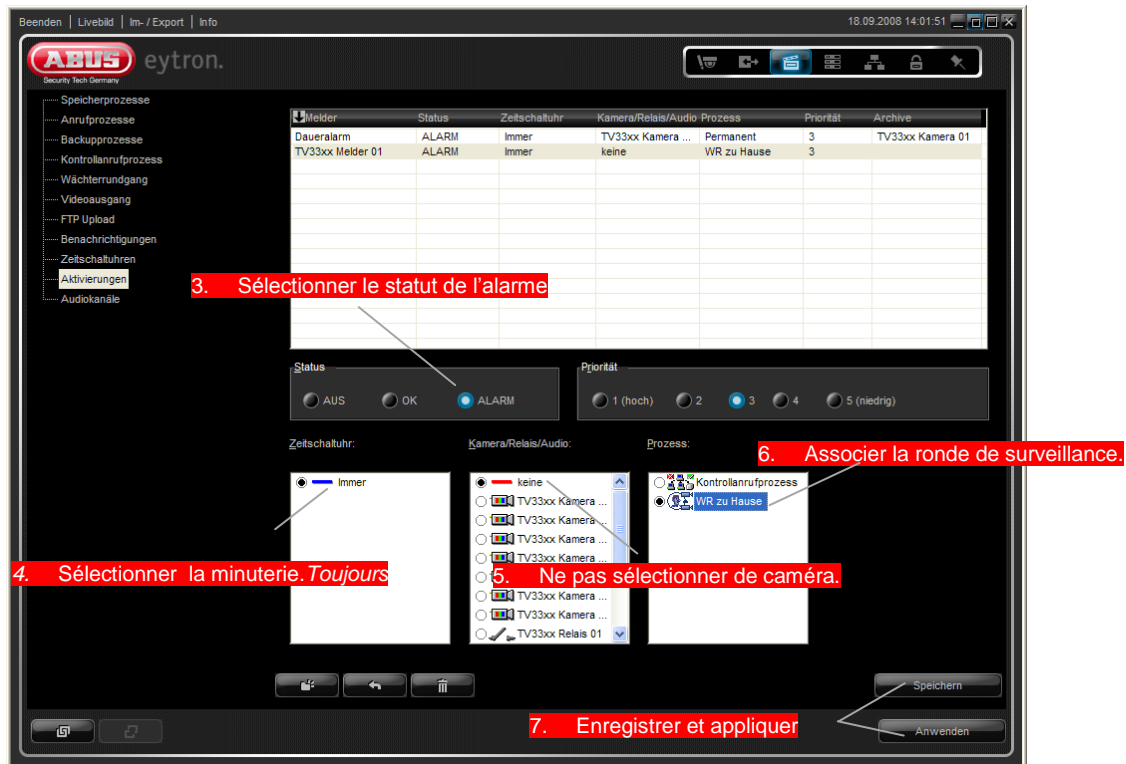 Beenden | Livebild | Im- / Export | Info
18.09.2008 14:01:51
ABUS eytron.
Security Tech Germany
Speicherprozesse
Anrufprozesse
Backupprozesse
Kontrollanrufprozess
Wächterrundgang
Videoausgang
FTP Upload
Benachrichtigungen
Zeitschaltuhren
Aktivierungen
Audiokanäle
Melder Status Zeitschaltuhr Kamera/Relais/Audio Prozess Priorität Archive
Daueralarm ALARM Immer TV33xx Kamera ... Permanent 3 TV33xx Kamera 01
TV33xx Melder 01 ALARM Immer keine WR zu Hause 3
3. Sélectionner le statut de l'alarme
Status
AUS OK ALARM
Priorität
1 (hoch) 2 3 4 5 (niedrig)
Zeitschaltuhr:
Immer
4. Sélectionner la minuterie. Toujours
Kamera/Relais/Audio:
keine
TV33xx Kamera ...
TV33xx Kamera ...
TV33xx Kamera ...
TV33xx Kamera ...
5. Ne pas sélectionner de caméra.
TV33xx Kamera ...
TV33xx Kamera ...
TV33xx Relais 01
Prozess:
6. Associer la ronde de surveillance.
Kontrollanrufprozess
WR zu Hause
Speichern
7. Enregistrer et appliquer
Anwenden